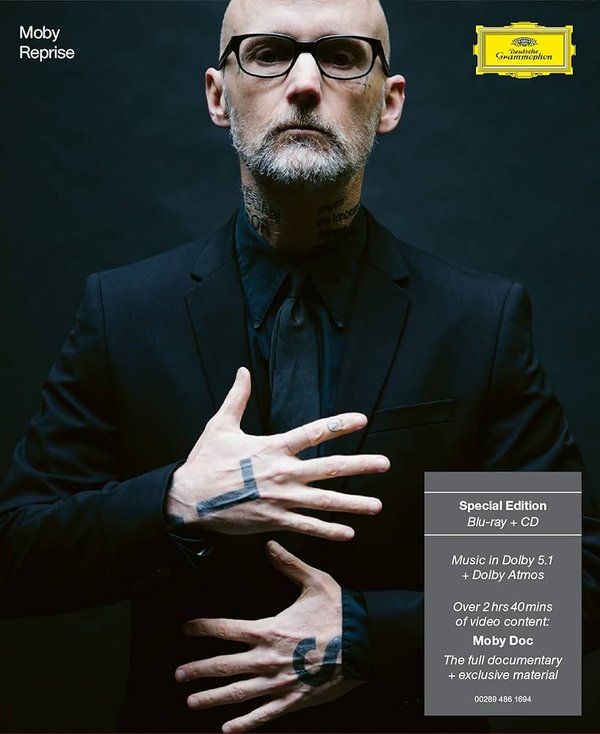 Moby
Reprise
Deutsche
Grammophon
Special Edition
Blu-ray + CD
Music in Dolby 5.1
+ Dolby Atmos
Over 2 hrs 40 mins
of video content:
Moby Doc
The full documentary
+ exclusive material
00289 486 1694